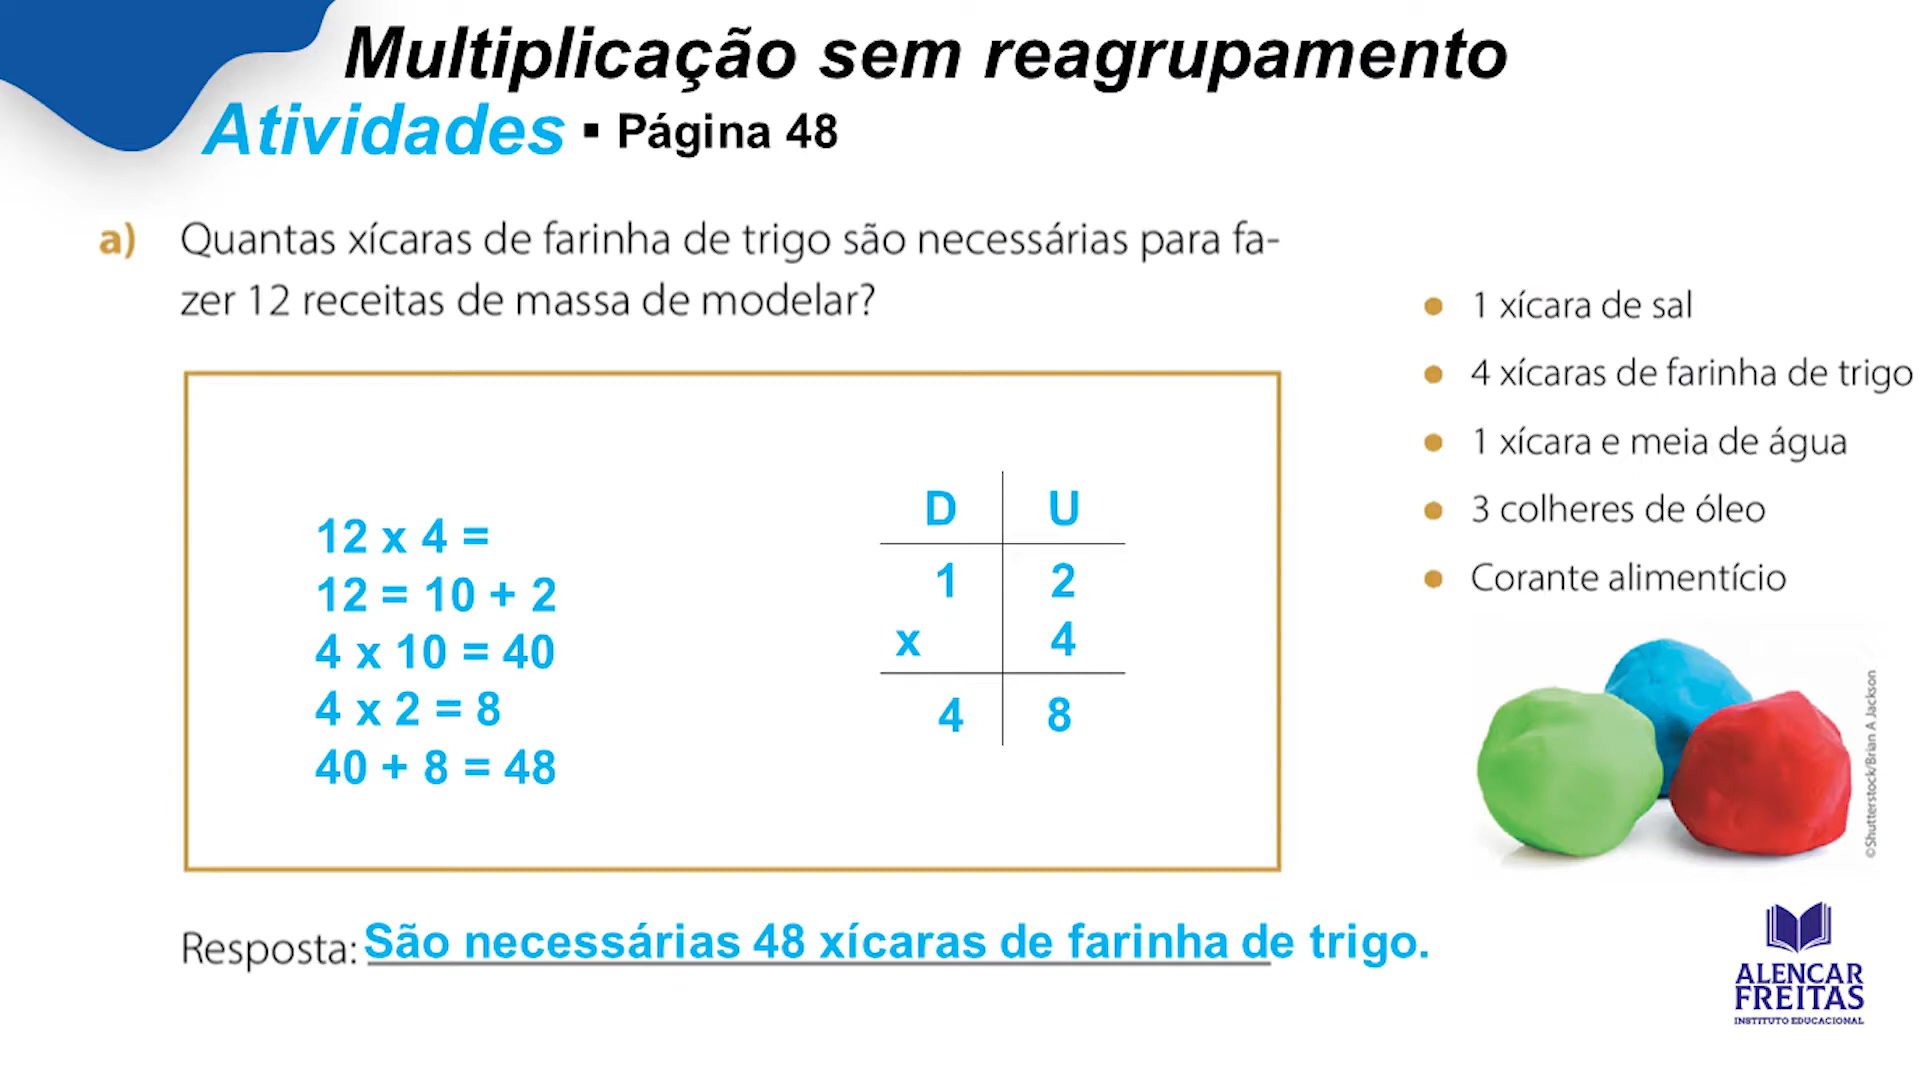 Multiplicação sem reagrupamento
Atividades ▪ Página 48
a) Quantas xícaras de farinha de trigo são necessárias para fa-
zer 12 receitas de massa de modelar?
12 x 4 =
12 = 10 + 2
4 x 10 = 40
4 x 2 = 8
40 + 8 = 48
D U
1 2
x 4
4 8
Resposta: São necessárias 48 xícaras de farinha de trigo.
● 1 xícara de sal
● 4 xícaras de farinha de trigo
● 1 xícara e meia de água
● 3 colheres de óleo
● Corante alimentício
©Shutterstock/Brian A Jackson
ALENCAR
FREITAS
INSTITUTO EDUCACIONAL